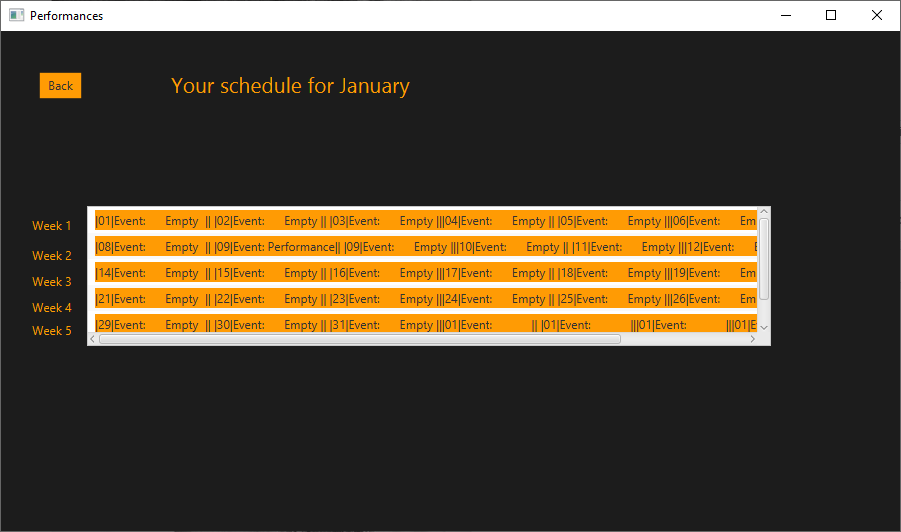 Performances
Back
Your schedule for January
Week 1
|01|Event: Empty || |02|Event: Empty || |03|Event: Empty |||04|Event: Empty || |05|Event: Empty |||06|Event: Em
Week 2
|08|Event: Empty || |09|Event: Performance|| |09|Event: Empty |||10|Event: Empty || |11|Event: Empty |||12|Event:
Week 3
|14|Event: Empty || |15|Event: Empty || |16|Event: Empty |||17|Event: Empty || |18|Event: Empty |||19|Event: Em
Week 4
|21|Event: Empty || |22|Event: Empty || |23|Event: Empty |||24|Event: Empty || |25|Event: Empty |||26|Event: Em
Week 5
|29|Event: Empty || |30|Event: Empty || |31|Event: Empty |||01|Event: || |01|Event: |||01|Event: |||01|E